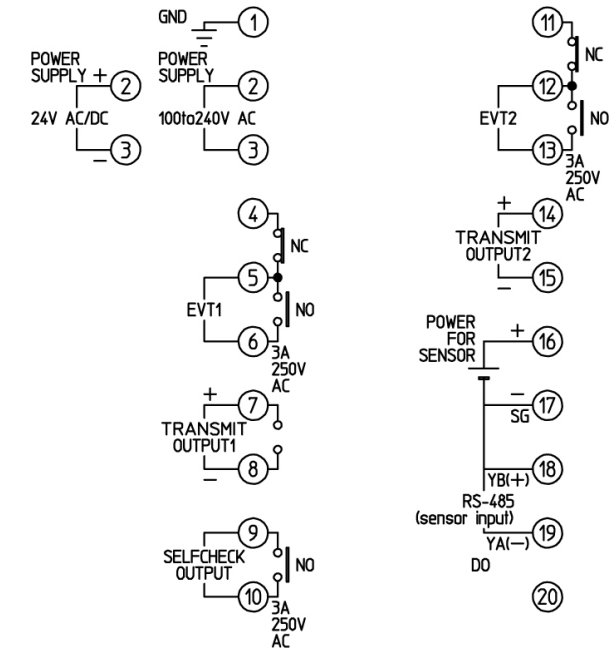 GND
1
POWER
SUPPLY +
2
24V AC/DC
–
3
POWER
SUPPLY
2
100to240V AC
3
4
NC
5
EVT1
NO
6
3A
250V
AC
+
7
TRANSMIT
OUTPUT1
–
8
9
SELFCHECK
OUTPUT
NO
10
3A
250V
AC
11
NC
12
EVT2
NO
13
3A
250V
AC
+
14
TRANSMIT
OUTPUT2
–
15
POWER
FOR
SENSOR
+
16
–
SG
17
18
YB(+)
RS-485
(sensor input)
19
YA(—)
DO
20